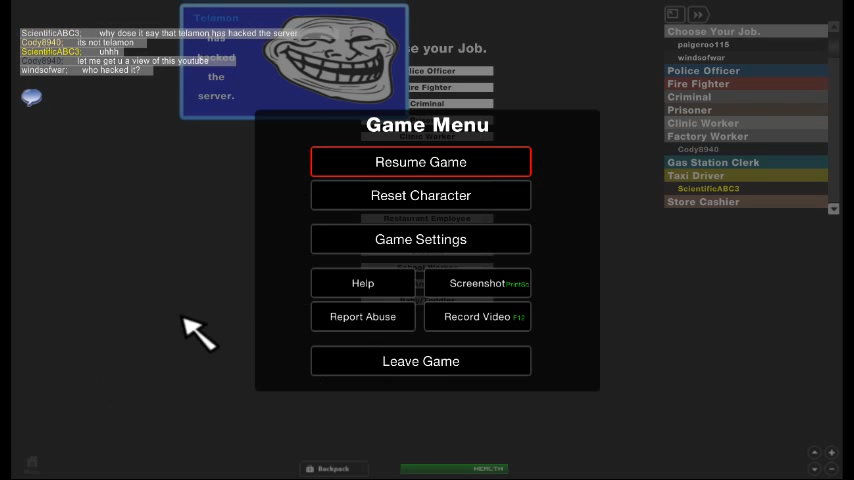 Telamon
has
hacked
the
server.
ScientificABC3; why dose it say that telamon has hacked the server
Cody8940; its not telamon
ScientificABC3; uhhh
Cody8940; let me get u a view of this youtube
windsofwar; who hacked it?
se your Job.
lice Officer
ire Fighter
Criminal
Game Menu
Resume Game
Reset Character
Restaurant Employee
Game Settings
Help
Screenshot PrintSc
Report Abuse
Record Video F12
Leave Game
Choose Your Job.
paigeroo115
windsofwar
Police Officer
Fire Fighter
Criminal
Prisoner
Clinic Worker
Factory Worker
Cody8940
Gas Station Clerk
Taxi Driver
ScientificABC3
Store Cashier
Backpack
HEALTH